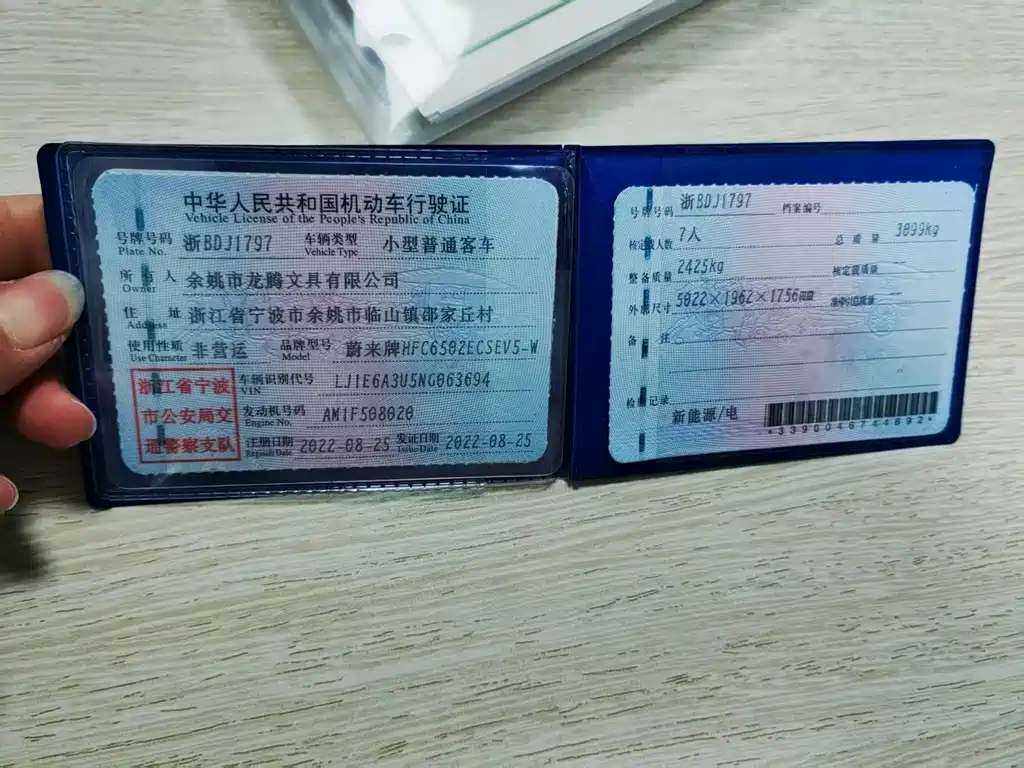 中华人民共和国机动车行驶证
Vehicle License of the People's Republic of China
号牌号码 浙BDJ1797 车辆类型 小型普通客车
Plate No. Vehicle Type
所有人 余姚市龙腾文具有限公司
Owner
住址 浙江省宁波市余姚市临山镇邵家丘村
Address
使用性质 非营运 品牌型号 蔚来牌HFC6502ECSEV5-W
Use Character Model
浙江省宁波
市公安局交
通警察支队
车辆识别代号 LJ1E6A3U5NG063694
VIN
发动机号码 AM1F508020
Engine No.
注册日期 2022-08-25 发证日期 2022-08-25
Register Date Issue Date
号牌号码 浙BDJ1797 档案编号
核定载人数 7人 总质量 3099kg
整备质量 2425kg 核定载质量
外廓尺寸 5022×1962×1756mm 准牵引总质量
备注
检验记录
新能源/电
*3390046744892*